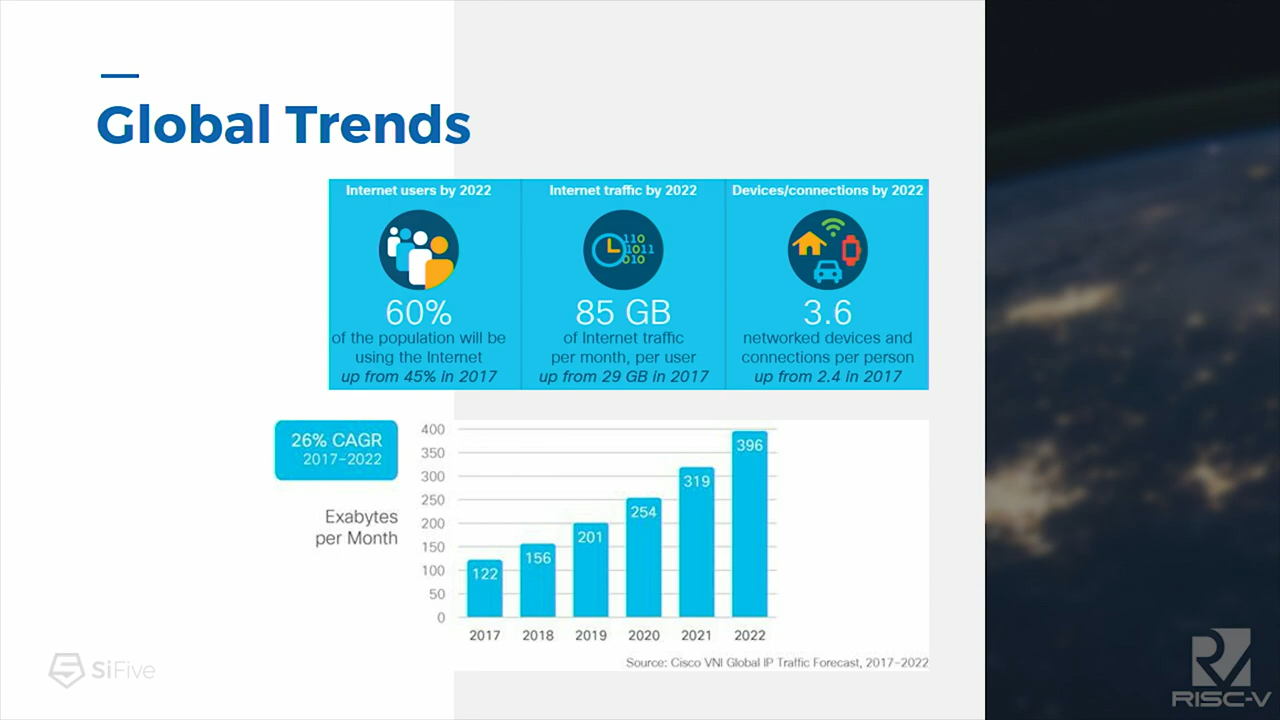 Global Trends
Internet users by 2022
60%
of the population will be
using the Internet
up from 45% in 2017
Internet traffic by 2022
110
1011
010
85 GB
of Internet traffic
per month, per user
up from 29 GB in 2017
Devices/connections by 2022
3.6
networked devices and
connections per person
up from 2.4 in 2017
26% CAGR
2017-2022
Exabytes
per Month
400
350
300
250
200
150
100
50
0
122
156
201
254
319
396
2017 2018 2019 2020 2021 2022
Source: Cisco VNI Global IP Traffic Forecast, 2017-2022
SiFive
RISC-V